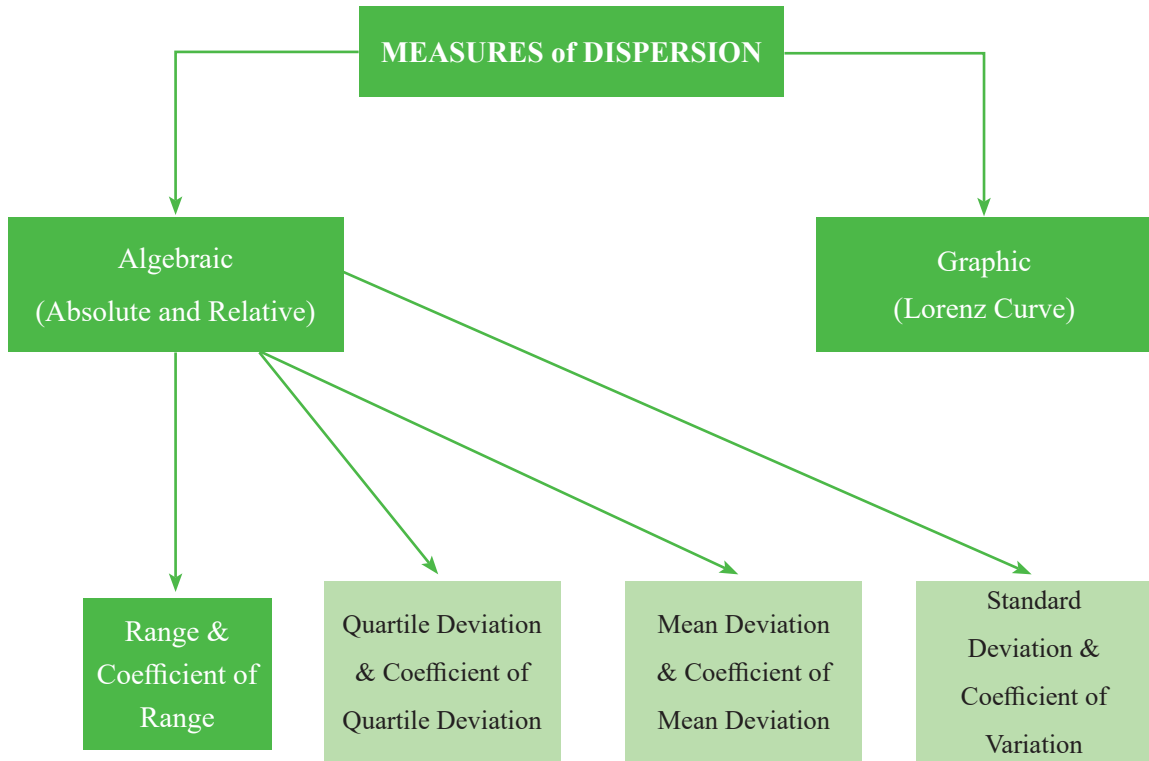 MEASURES of DISPERSION
Algebraic
(Absolute and Relative)
Graphic
(Lorenz Curve)
Range &
Coefficient of
Range
Quartile Deviation
& Coefficient of
Quartile Deviation
Mean Deviation
& Coefficient of
Mean Deviation
Standard
Deviation &
Coefficient of
Variation